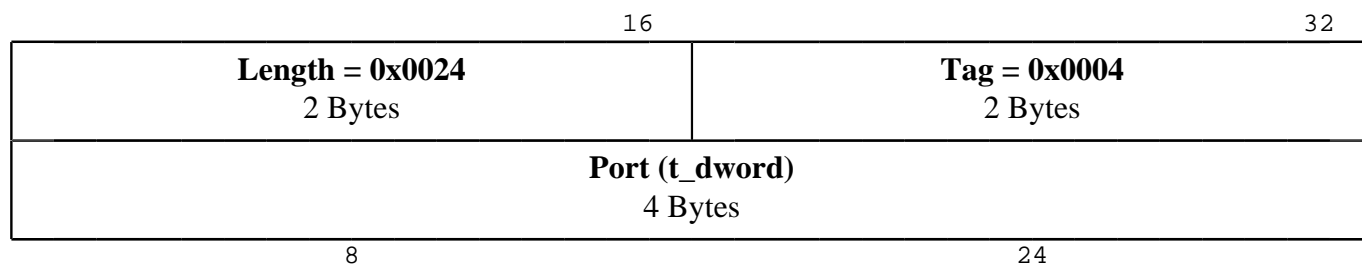 16 32
Length = 0x0024 Tag = 0x0004
2 Bytes 2 Bytes
Port (t_dword)
4 Bytes
8 24